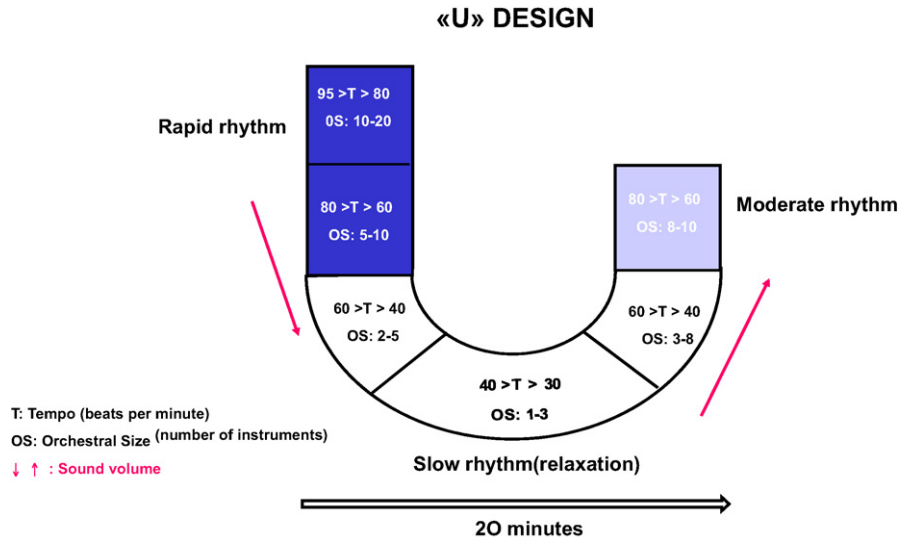 «U» DESIGN
95 >T > 80
0S: 10-20
Rapid rhythm
80 >T > 60
OS: 5-10
80 >T > 60
OS: 8-10
Moderate rhythm
60 >T > 40
OS: 2-5
60 >T > 40
OS: 3-8
40 >T > 30
OS: 1-3
T: Tempo (beats per minute)
OS: Orchestral Size (number of instruments)
↓ ↑ : Sound volume
Slow rhythm(relaxation)
2O minutes